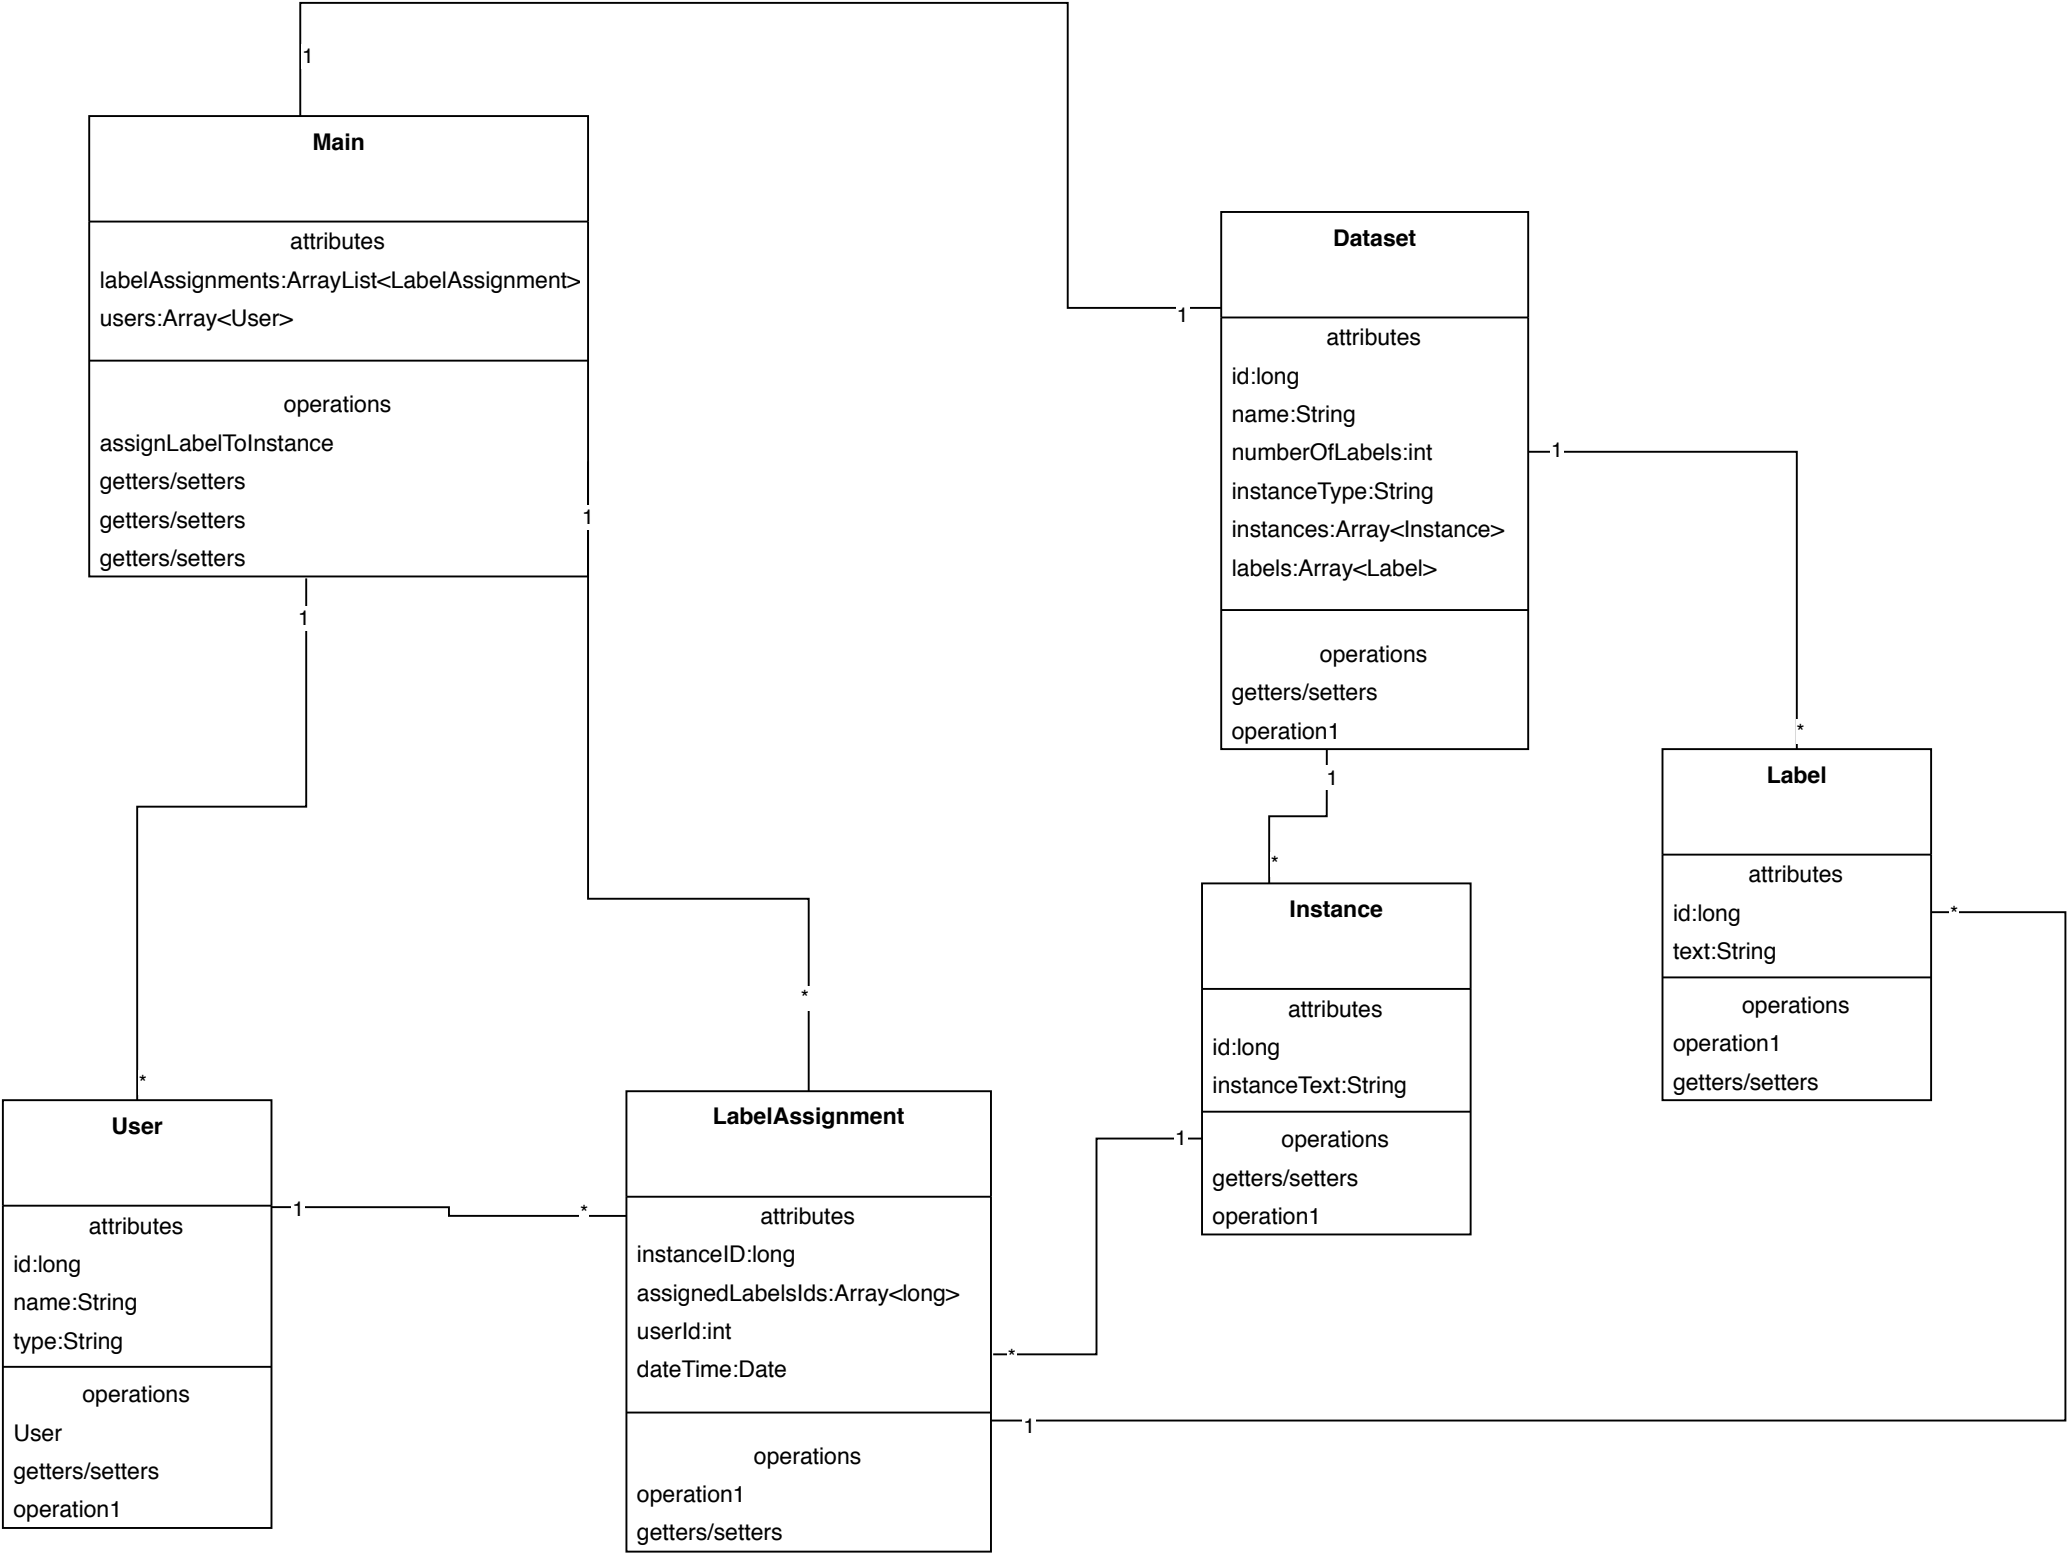 1
Main
attributes
labelAssignments:ArrayList<LabelAssignment>
users:Array<User>
operations
assignLabelToInstance
getters/setters
getters/setters
getters/setters
1
1
*
*
1
Dataset
attributes
id:long
name:String
numberOfLabels:int
instanceType:String
instances:Array<Instance>
labels:Array<Label>
operations
getters/setters
operation1
1
*
1
*
Label
attributes
id:long
text:String
operations
operation1
getters/setters
*
Instance
attributes
id:long
instanceText:String
operations
getters/setters
operation1
1
User
attributes
id:long
name:String
type:String
operations
User
getters/setters
operation1
1
*
LabelAssignment
attributes
instanceID:long
assignedLabelsIds:Array<long>
userId:int
dateTime:Date
operations
operation1
getters/setters
*
1